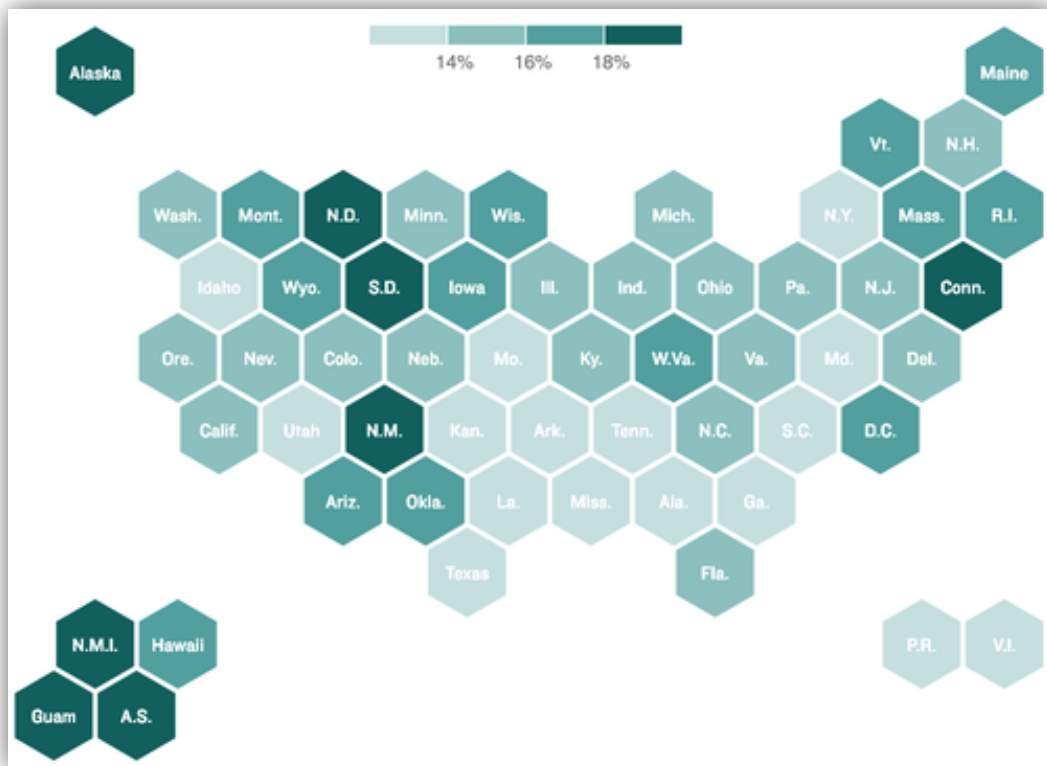 14% 16% 18%
Alaska Maine
Vt. N.H.
Wash. Mont. N.D. Minn. Wis. Mich. N.Y. Mass. R.I.
Idaho Wyo. S.D. Iowa Ill. Ind. Ohio Pa. N.J. Conn.
Ore. Nev. Colo. Neb. Mo. Ky. W.Va. Va. Md. Del.
Calif. Utah N.M. Kan. Ark. Tenn. N.C. S.C. D.C.
Ariz. Okla. La. Miss. Ala. Ga.
Texas Fla.
N.M.I. Hawaii P.R. V.I.
Guam A.S.